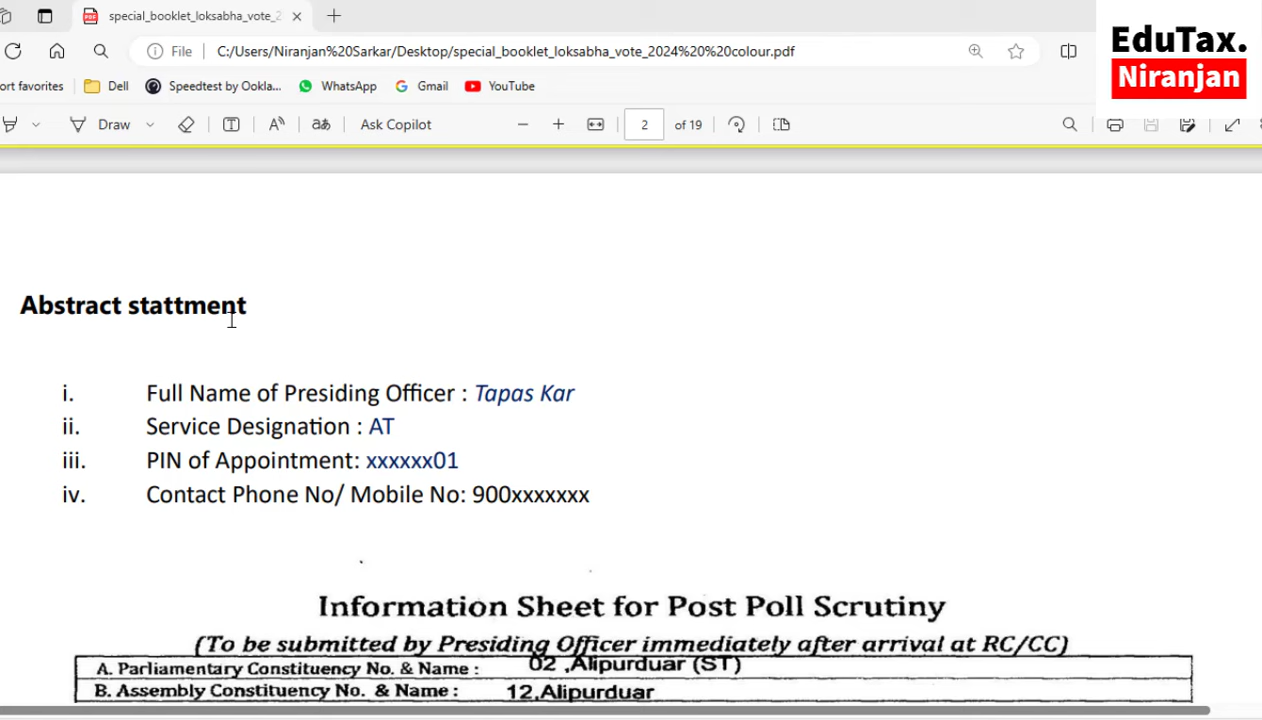 special_booklet_loksabha_vote_2
File C:/Users/Niranjan%20Sarkar/Desktop/special_booklet_loksabha_vote_2024%20%20colour.pdf
EduTax.
Niranjan
ort favorites Dell Speedtest by Ookla... WhatsApp Gmail YouTube
Draw Ask Copilot 2 of 19
Abstract stattment
i. Full Name of Presiding Officer : Tapas Kar
ii. Service Designation : AT
iii. PIN of Appointment: xxxxxx01
iv. Contact Phone No/ Mobile No: 900xxxxxxx
Information Sheet for Post Poll Scrutiny
(To be submitted by Presiding Officer immediately after arrival at RC/CC)
A. Parliamentary Constituency No. & Name : 02 ,Alipurduar (ST)
B. Assembly Constituency No. & Name : 12,Alipurduar